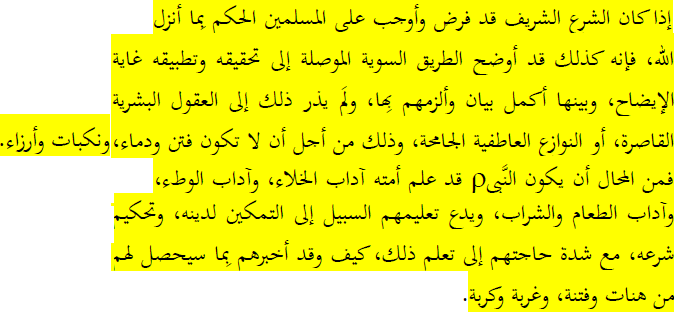 إذا كان الشرع الشريف قد فرض وأوجب على المسلمين الحكم بِما أنزل
الله، فإنه كذلك قد أوضح الطريق السوية الموصلة إلى تحقيقه وتطبيقه غاية
الإيضاح، وبينها أكمل بيان وألزمهم بِها، ولَم يذر ذلك إلى العقول البشرية
القاصرة، أو النوازع العاطفية الجامحة، وذلك من أجل أن لا تكون فتن ودماء، ونكبات وأرزاء.
فمن المحال أن يكون النَّبِى ρ قد علم أمته آداب الخلاء، وآداب الوطء،
وآداب الطعام والشراب، ويدع تعليمهم السبيل إلى التمكين لدينه، وتحكيم
شرعه، مع شدة حاجتهم إلى تعلم ذلك، كيف وقد أخبرهم بِما سيحصل لهم
من هنات وفتنة، وغربة وكربة.